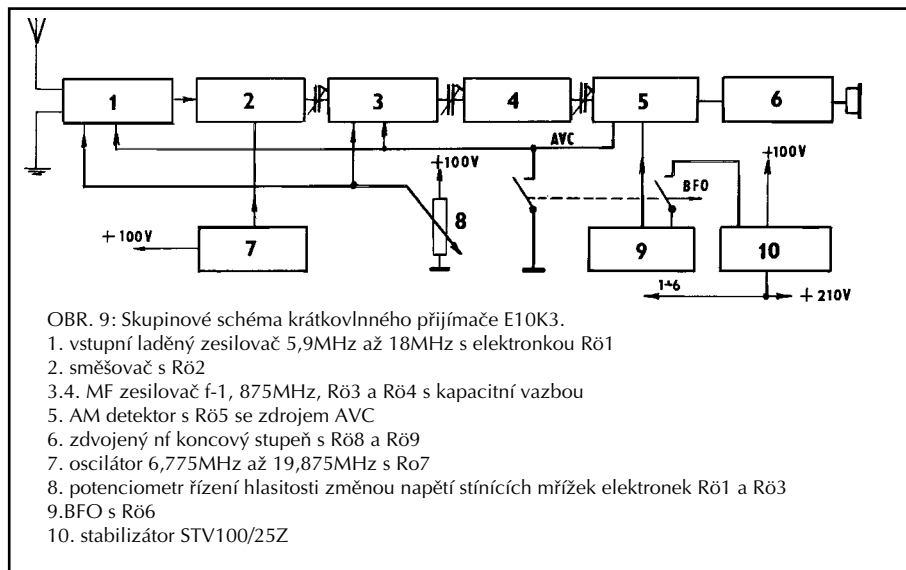 1
2
3
4
5
6
AVC
+100V
+100V
8
BFO
+100V
7
9
10
1÷6
+210V
OBR. 9: Skupinové schéma krátkovlnného přijímače E10K3.
1. vstupní laděný zesilovač 5,9MHz až 18MHz s elektronkou Rö1
2. směšovač s Rö2
3.4. MF zesilovač f-1, 875MHz, Rö3 a Rö4 s kapacitní vazbou
5. AM detektor s Rö5 se zdrojem AVC
6. zdvojený nf koncový stupeň s Rö8 a Rö9
7. oscilátor 6,775MHz až 19,875MHz s Ro7
8. potenciometr řízení hlasitosti změnou napětí stínících mřížek elektronek Rö1 a Rö3
9.BFO s Rö6
10. stabilizátor STV100/25Z